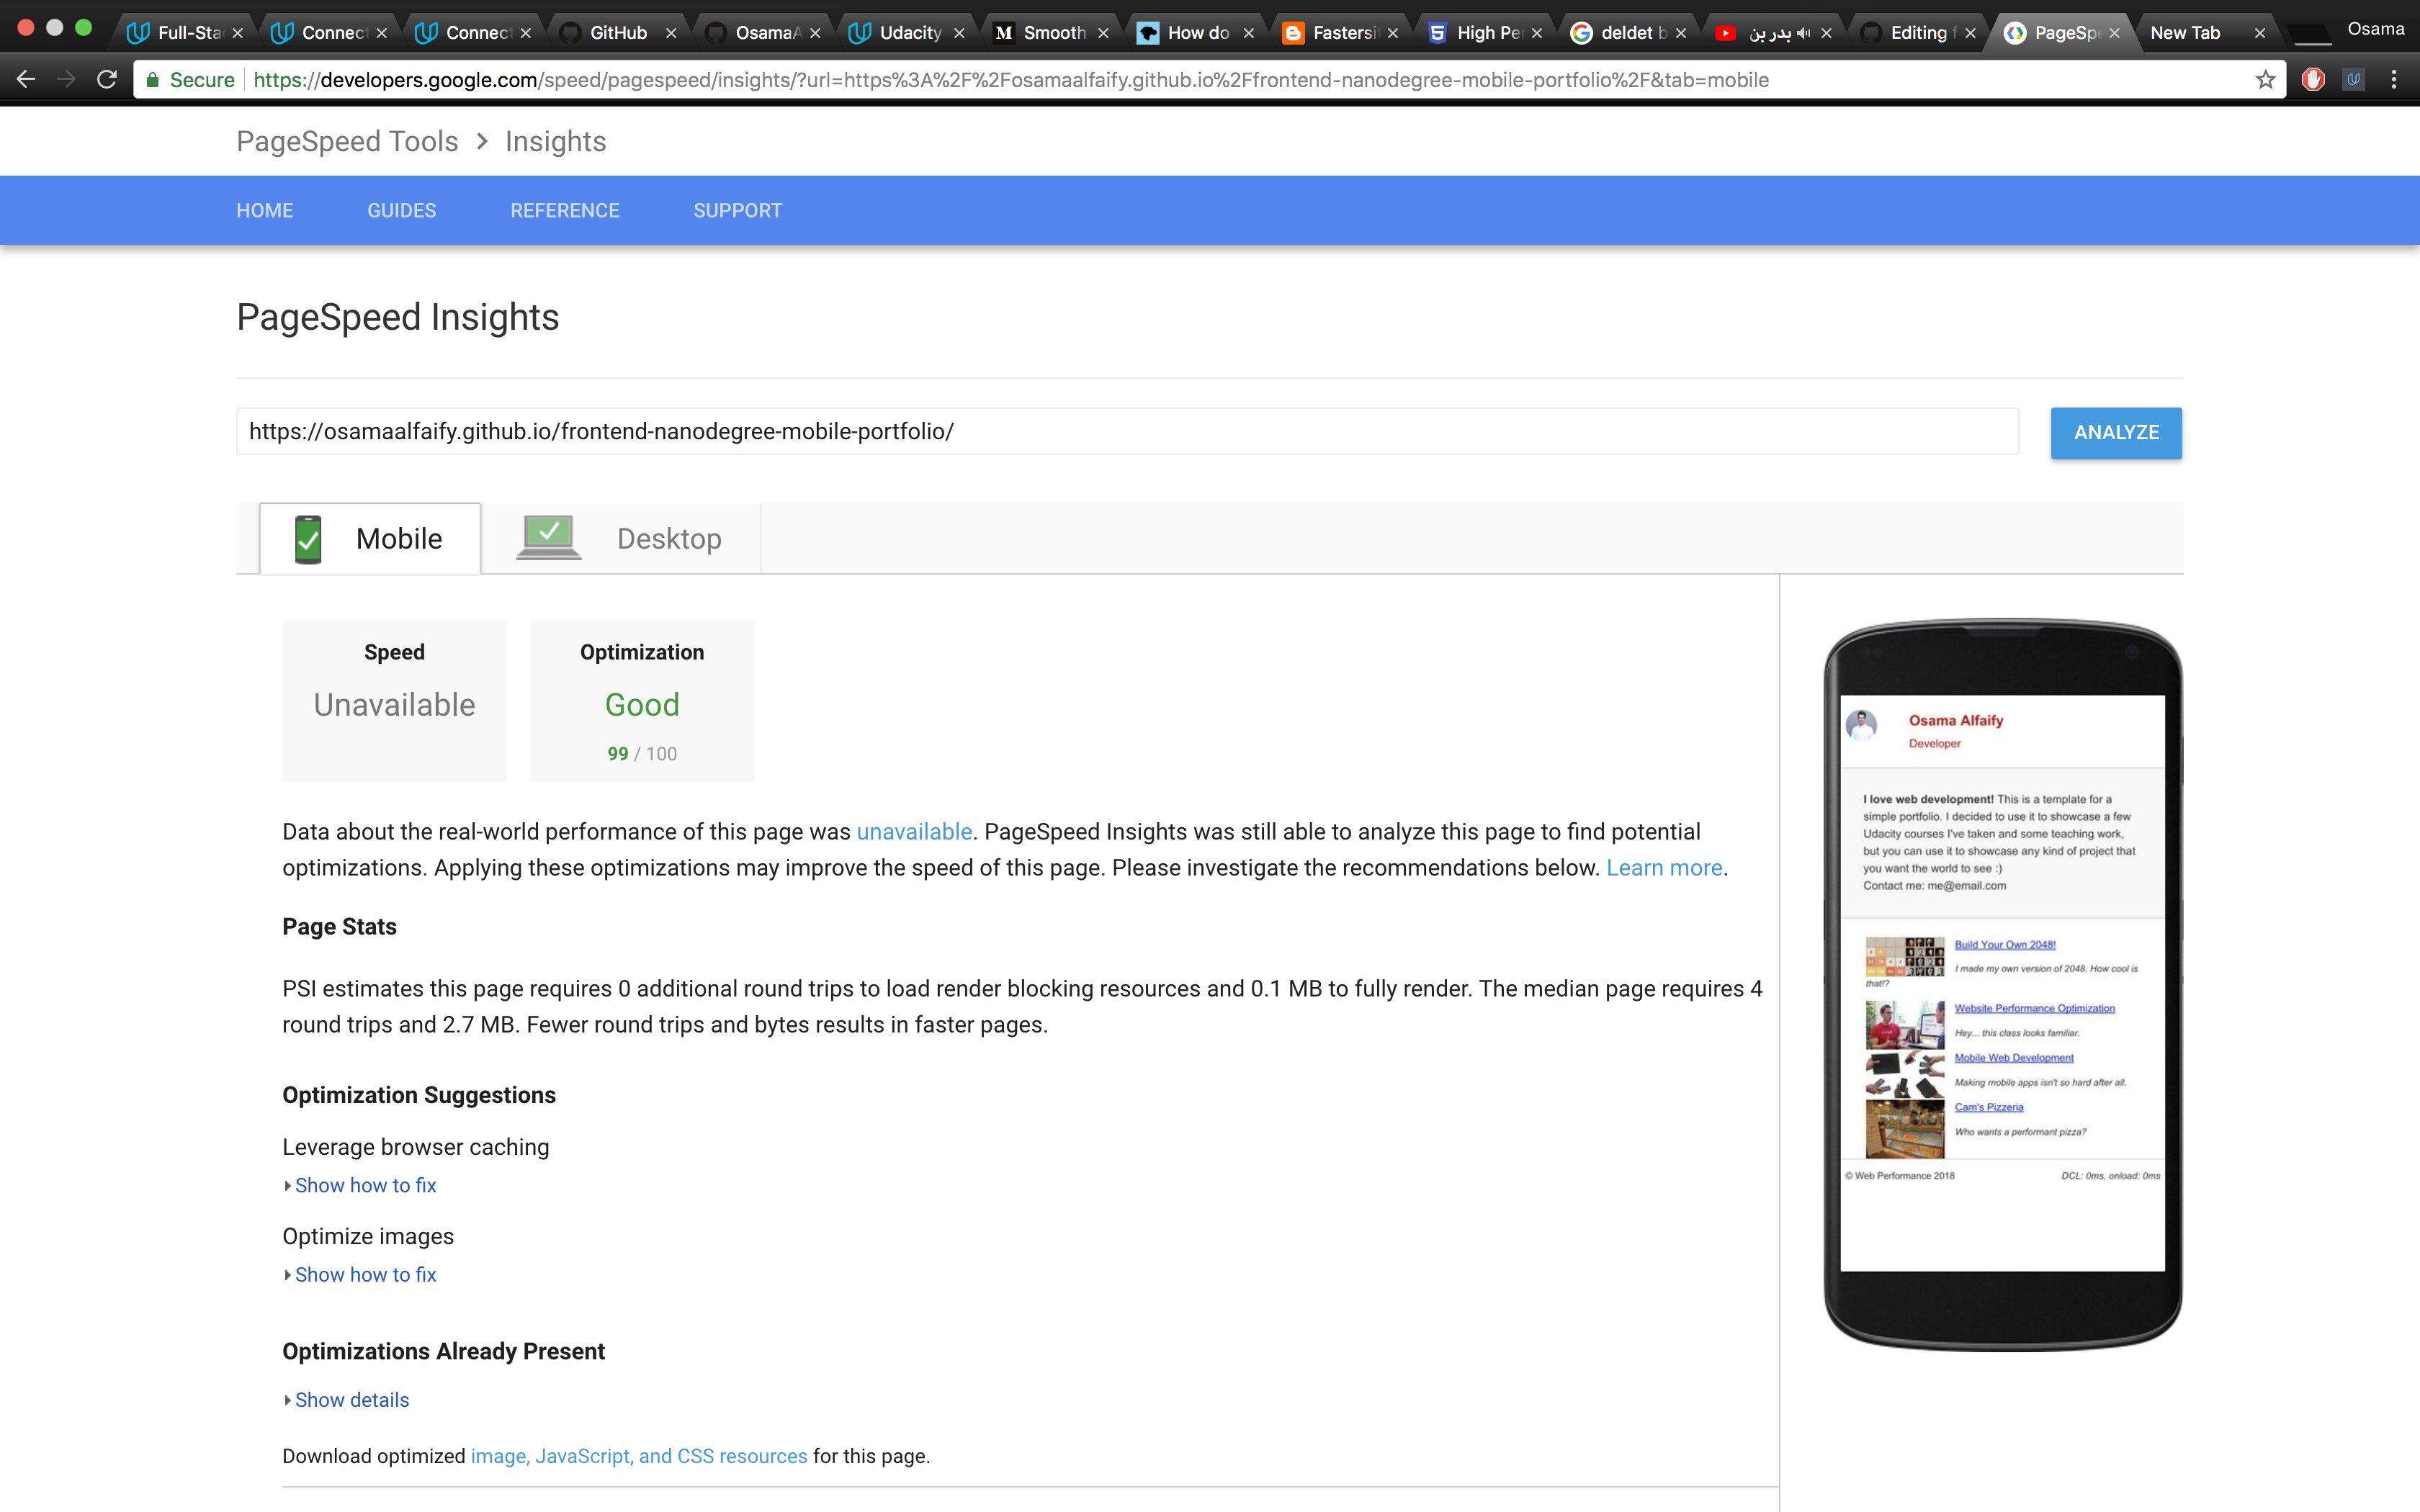 Full-Sta
Connect
Connect
GitHub
OsamaA
Udacity
Smooth
How do
Fastersit
High Per
deldet b
بدر بن
Editing f
PageSpe
New Tab
Osama
Secure https://developers.google.com/speed/pagespeed/insights/?url=https%3A%2F%2Fosamaalfaify.github.io%2Ffrontend-nanodegree-mobile-portfolio%2F&tab=mobile
PageSpeed Tools > Insights
HOME GUIDES REFERENCE SUPPORT
PageSpeed Insights
https://osamaalfaify.github.io/frontend-nanodegree-mobile-portfolio/
ANALYZE
Mobile Desktop
Speed
Unavailable
Optimization
Good
99 / 100
Data about the real-world performance of this page was unavailable. PageSpeed Insights was still able to analyze this page to find potential
optimizations. Applying these optimizations may improve the speed of this page. Please investigate the recommendations below. Learn more.
Page Stats
PSI estimates this page requires 0 additional round trips to load render blocking resources and 0.1 MB to fully render. The median page requires 4
round trips and 2.7 MB. Fewer round trips and bytes results in faster pages.
Optimization Suggestions
Leverage browser caching
Show how to fix
Optimize images
Show how to fix
Optimizations Already Present
Show details
Download optimized image, JavaScript, and CSS resources for this page.
Osama Alfaify
Developer
I love web development! This is a template for a
simple portfolio. I decided to use it to showcase a few
Udacity courses I've taken and some teaching work,
but you can use it to showcase any kind of project that
you want the world to see :)
Contact me: me@email.com
Build Your Own 2048!
I made my own version of 2048. How cool is
that!?
Website Performance Optimization
Hey... this class looks familiar.
Mobile Web Development
Making mobile apps isn't so hard after all.
Cam's Pizzeria
Who wants a performant pizza?
© Web Performance 2018
DCL: 0ms, onload: 0ms